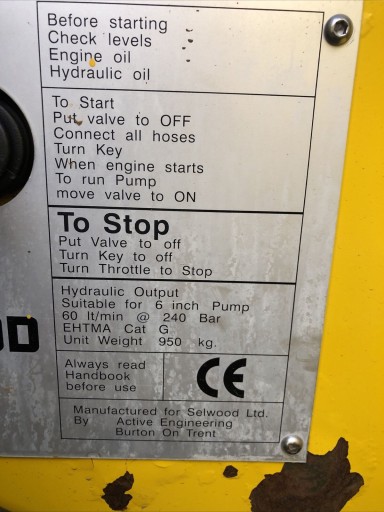 Before starting
Check levels -
Engine oil -
Hydraulic oil
To Start
Put valve to OFF
Connect all hoses
Turn Key
When engine starts
To run Pump
move valve to ON
To Stop
Put Valve to off
Turn Key to off
Turn Throttle to Stop
Hydraulic Output
Suitable for 6 inch Pump
60 lt/min @ 240 Bar
EHTMA Cat G
Unit Weight 950 kg.
Always read
Handbook
before use
CE
Manufactured for Selwood Ltd.
By Active Engineering
Burton On Trent